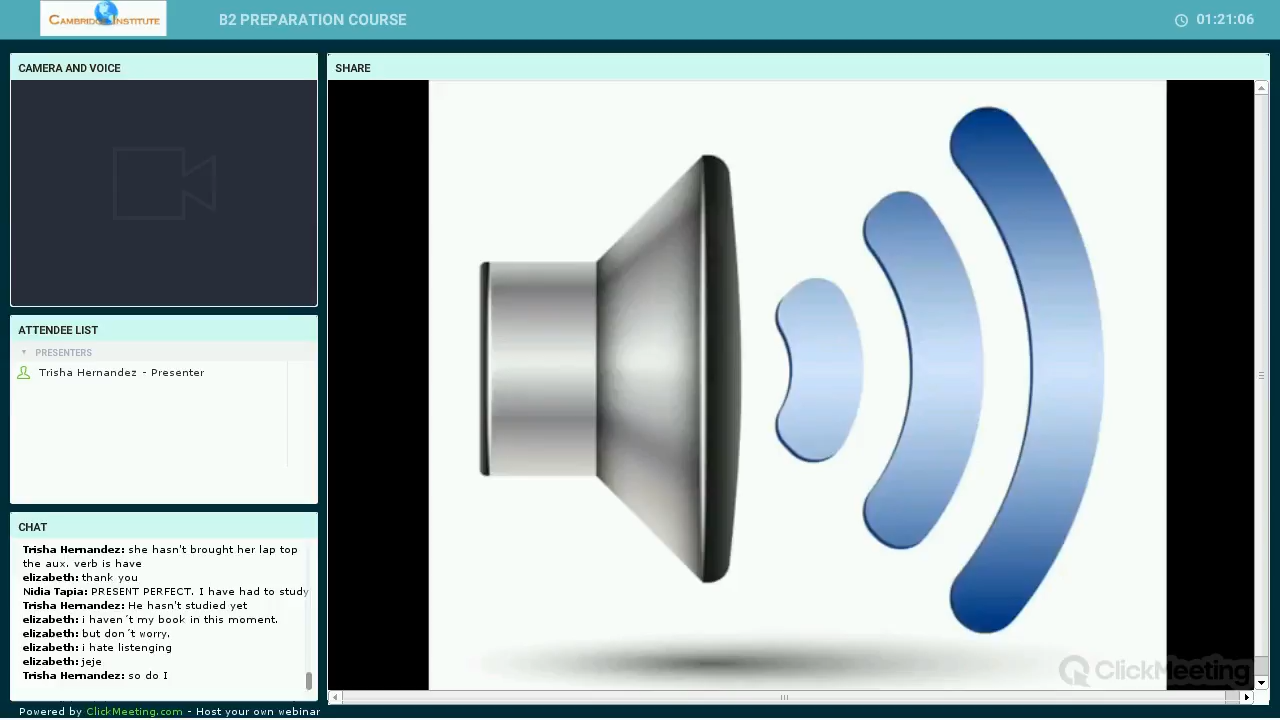 CAMBRIDGE INSTITUTE
B2 PREPARATION COURSE
01:21:06
CAMERA AND VOICE
SHARE
ATTENDEE LIST
PRESENTERS
Trisha Hernandez - Presenter
CHAT
Trisha Hernandez: she hasn't brought her lap top
the aux. verb is have
elizabeth: thank you
Nidia Tapia: PRESENT PERFECT. I have had to study
Trisha Hernandez: He hasn't studied yet
elizabeth: i haven´t my book in this moment.
elizabeth: but don´t worry.
elizabeth: i hate listenging
elizabeth: jeje
Trisha Hernandez: so do I
ClickMeeting
Powered by ClickMeeting.com - Host your own webinar